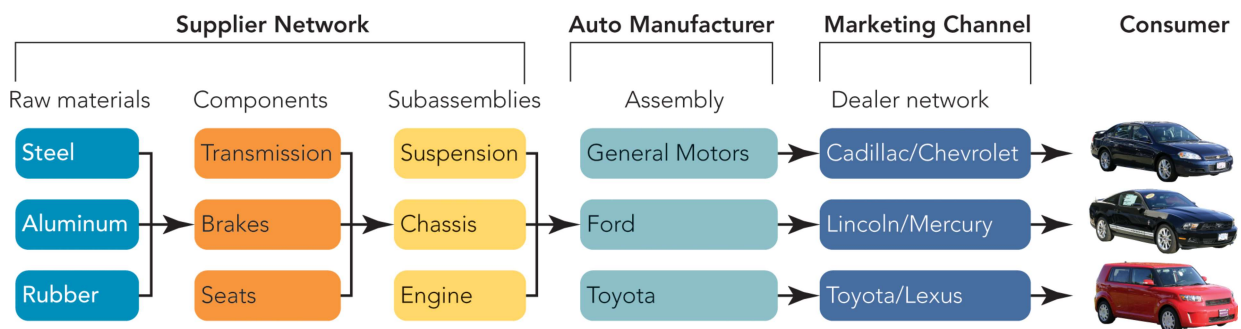 Supplier Network
Auto Manufacturer
Marketing Channel
Consumer
Raw materials
Components
Subassemblies
Assembly
Dealer network
Steel
Transmission
Suspension
General Motors
Cadillac/Chevrolet
Aluminum
Brakes
Chassis
Ford
Lincoln/Mercury
Rubber
Seats
Engine
Toyota
Toyota/Lexus